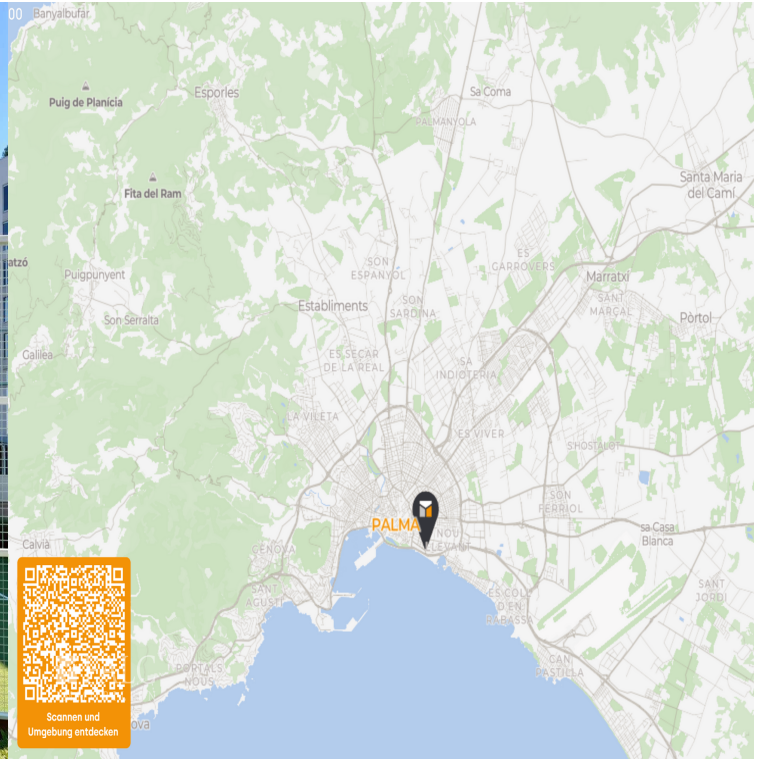 00
Banyalbufar
Puig de Planícia
Esporles
Sa Coma
PALMANYOLA
Santa Maria
del Camí
Fita del Ram
atzó
Puigpunyent
SON
ESPANYOL
ES
GARROVERS
Marratxí
SANT
MARÇAL
Son Serralta
Establiments
SON
SARDINA
Pòrtol
Galilea
ES SECAR
DE LA REAL
SA
INDIOTERIA
LA VILETA
ES VIVER
S'HOSTALOT
SON
FERRIOL
PALMA
NOU
LLEVANT
sa Casa
Blanca
Calvià
GÈNOVA
SANT
AGUSTÍ
ES COLL
D'EN
RABASSA
SANT
JORDI
PORTALS
NOUS
CAN
PASTILLA
ova
Scannen und
Umgebung entdecken